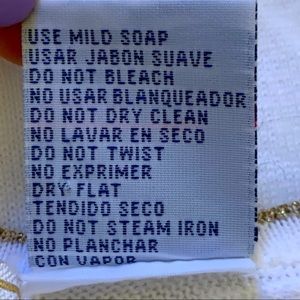 USE MILD SOAP
USAR JABON SUAVE
DO NOT BLEACH
NO USAR BLANQUEADOR
DO NOT DRY CLEAN
NO LAVAR EN SECO
DO NOT TWIST
NO EXPRIMER
DRY FLAT
TENDIDO SECO
DO NOT STEAM IRON
NO PLANCHAR
CON VAPOR